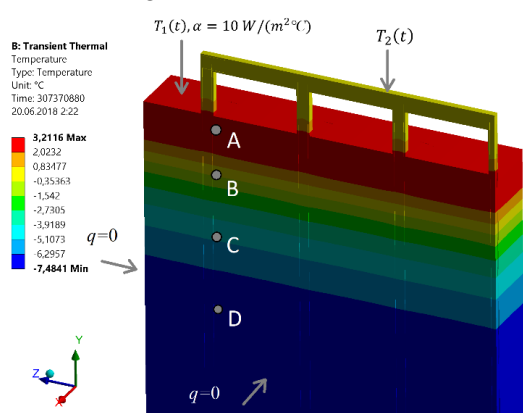 T₁(t), α = 10 W/(m²℃)
T₂(t)
B: Transient Thermal
Temperature
Type: Temperature
Unit: °C
Time: 307370880
20.06.2018 2:22
3,2116 Max
2,0232
0,83477
-0,35363
-1,542
-2,7305
-3,9189
-5,1073
-6,2957
-7,4841 Min
A
B
C
D
q=0
q=0
Y
Z
X